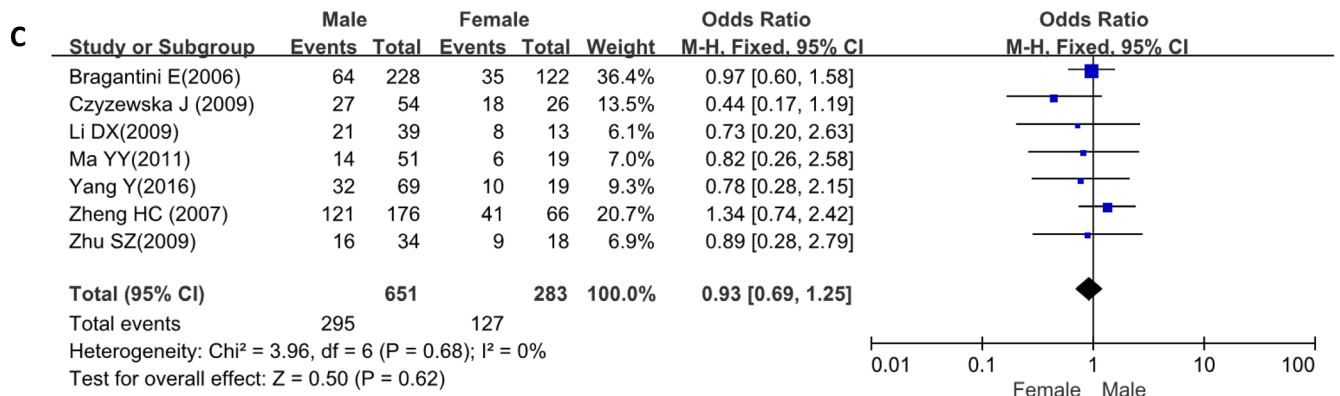 C
Male Female Odds Ratio Odds Ratio
Study or Subgroup Events Total Events Total Weight M-H, Fixed, 95% CI M-H, Fixed, 95% CI
Bragantini E(2006) 64 228 35 122 36.4% 0.97 [0.60, 1.58]
Czyzewska J (2009) 27 54 18 26 13.5% 0.44 [0.17, 1.19]
Li DX(2009) 21 39 8 13 6.1% 0.73 [0.20, 2.63]
Ma YY(2011) 14 51 6 19 7.0% 0.82 [0.26, 2.58]
Yang Y(2016) 32 69 10 19 9.3% 0.78 [0.28, 2.15]
Zheng HC (2007) 121 176 41 66 20.7% 1.34 [0.74, 2.42]
Zhu SZ(2009) 16 34 9 18 6.9% 0.89 [0.28, 2.79]
Total (95% CI) 651 283 100.0% 0.93 [0.69, 1.25]
Total events 295 127
Heterogeneity: Chi² = 3.96, df = 6 (P = 0.68); I² = 0%
Test for overall effect: Z = 0.50 (P = 0.62)
0.01 0.1 1 10 100
Female Male